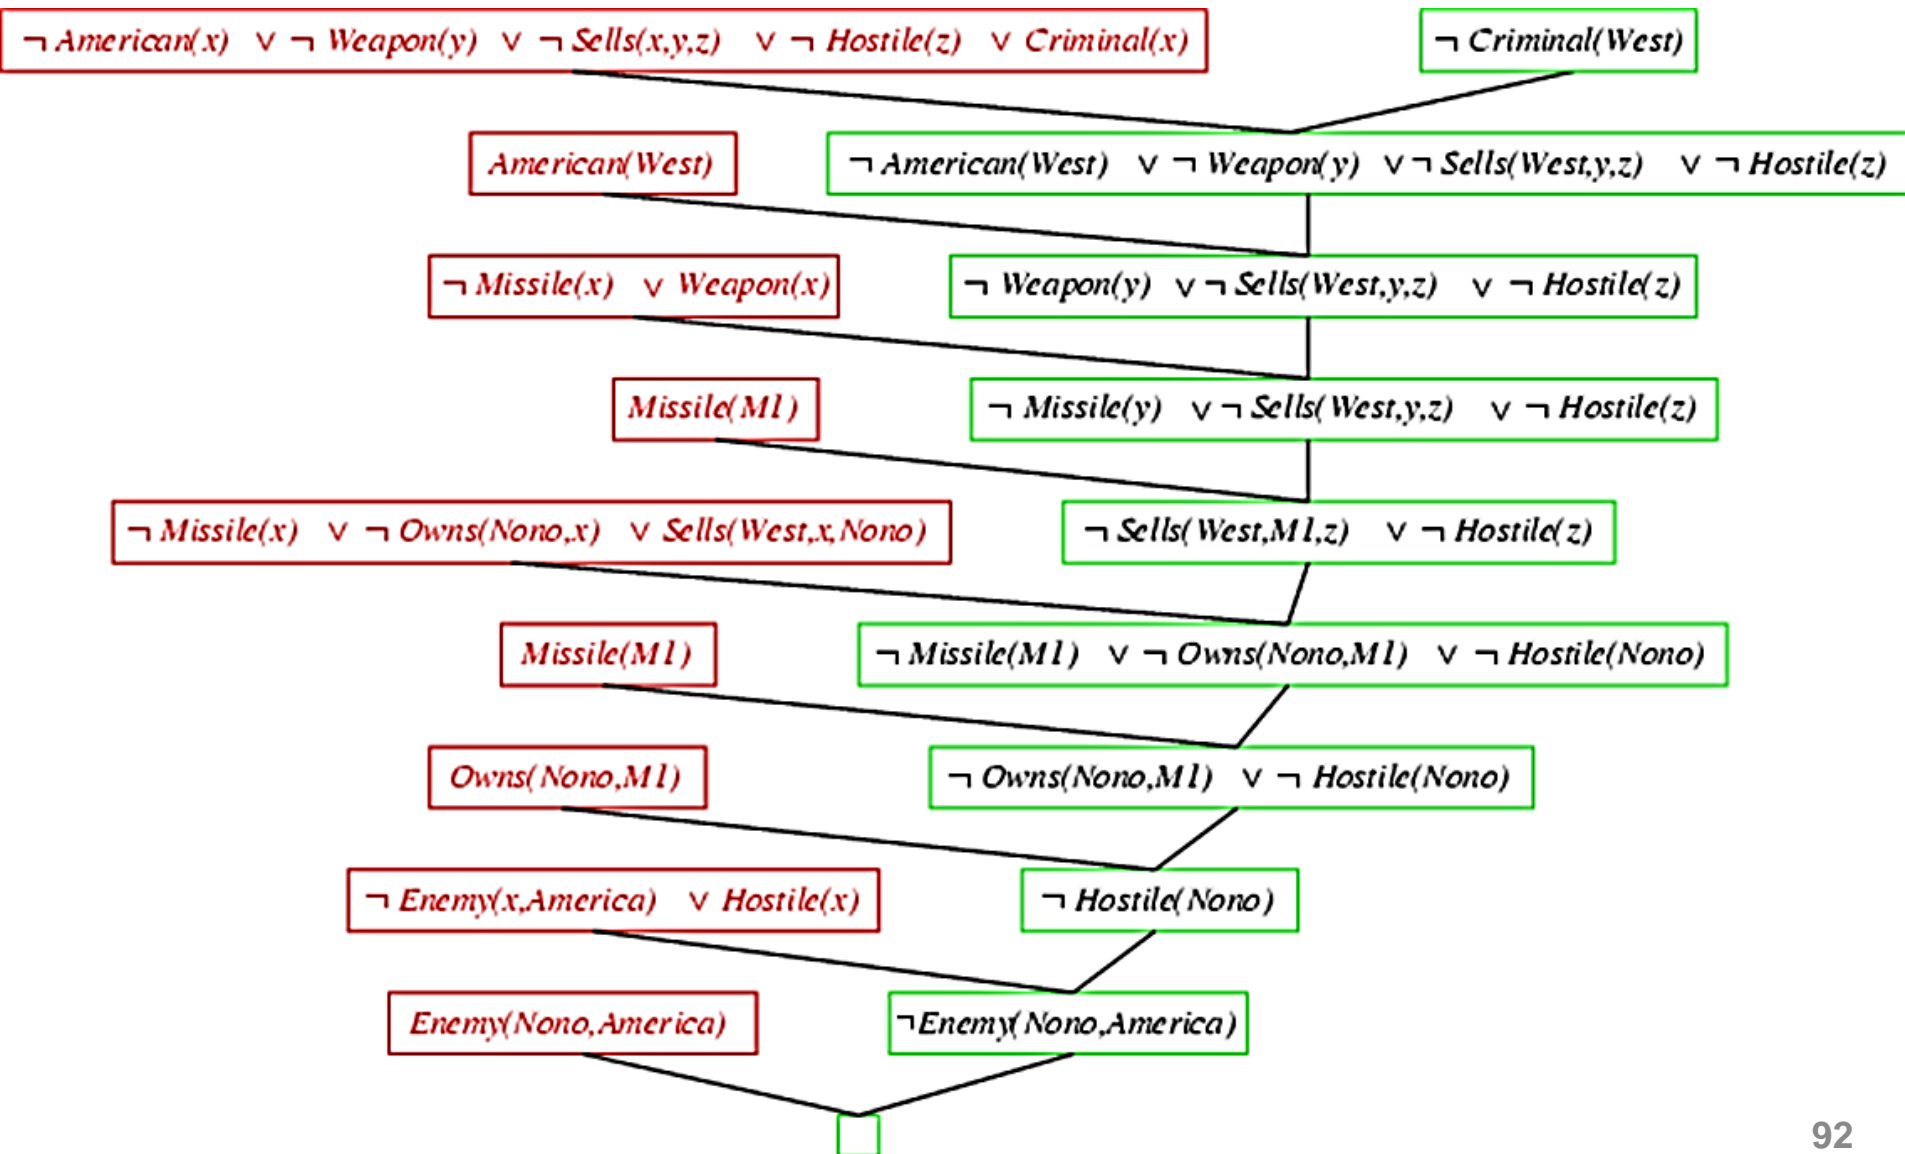 ¬ American(x) ∨ ¬ Weapon(y) ∨ ¬ Sells(x,y,z) ∨ ¬ Hostile(z) ∨ Criminal(x)
¬ Criminal(West)
American(West)
¬ American(West) ∨ ¬ Weapon(y) ∨ ¬ Sells(West,y,z) ∨ ¬ Hostile(z)
¬ Missile(x) ∨ Weapon(x)
¬ Weapon(y) ∨ ¬ Sells(West,y,z) ∨ ¬ Hostile(z)
Missile(M1)
¬ Missile(y) ∨ ¬ Sells(West,y,z) ∨ ¬ Hostile(z)
¬ Missile(x) ∨ ¬ Owns(Nono,x) ∨ Sells(West,x,Nono)
¬ Sells(West,M1,z) ∨ ¬ Hostile(z)
Missile(M1)
¬ Missile(M1) ∨ ¬ Owns(Nono,M1) ∨ ¬ Hostile(Nono)
Owns(Nono,M1)
¬ Owns(Nono,M1) ∨ ¬ Hostile(Nono)
¬ Enemy(x,America) ∨ Hostile(x)
¬ Hostile(Nono)
Enemy(Nono,America)
¬Enemy(Nono,America)
92